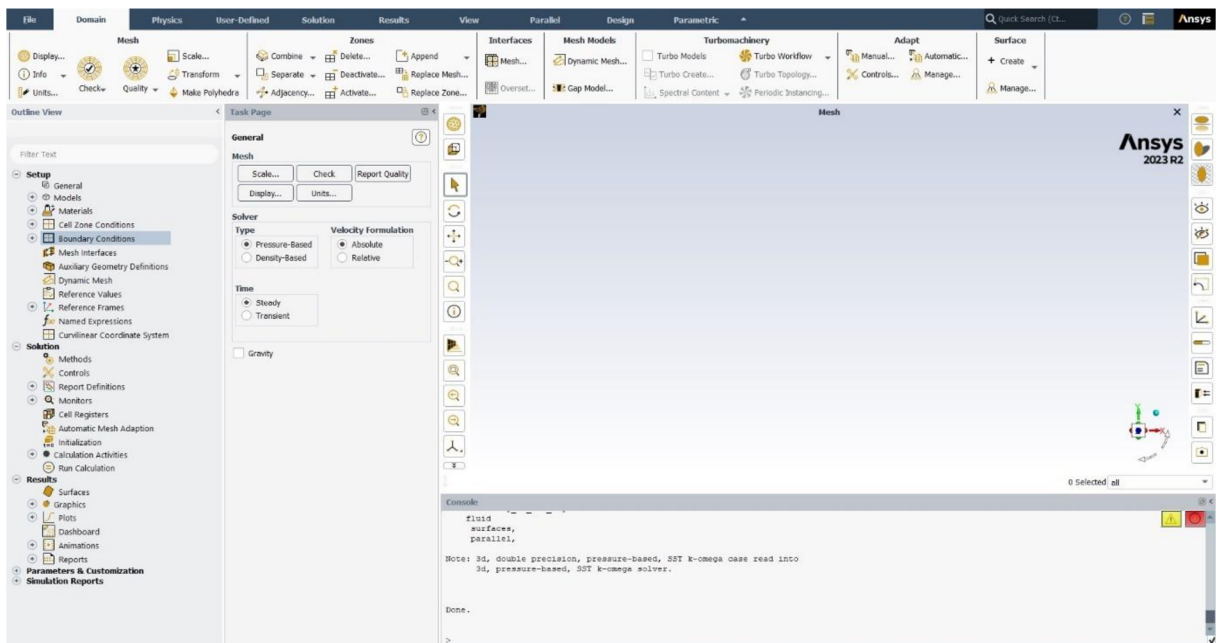 File Domain Physics User-Defined Solution Results View Parallel Design Parametric Quick Search (Ct... Ansys
Mesh Zones Interfaces Mesh Models Turbomachinery Adapt Surface
Display... Scale... Combine Delete... Append Mesh... Dynamic Mesh... Turbo Models Turbo Workflow Manual... Automatic... + Create
Info Transform Separate Deactivate... Replace Mesh... Turbo Create... Turbo Topology... Controls... Manage...
Units... Check Quality Make Polyhedra Adjacency... Activate... Replace Zone... Overset... Gap Model... Spectral Content Periodic Instancing... Manage...
Outline View
Filter Text
Setup
General
Models
Materials
Cell Zone Conditions
Boundary Conditions
Mesh Interfaces
Auxiliary Geometry Definitions
Dynamic Mesh
Reference Values
Reference Frames
Named Expressions
Curvilinear Coordinate System
Solution
Methods
Controls
Report Definitions
Monitors
Cell Registers
Automatic Mesh Adaption
Initialization
Calculation Activities
Run Calculation
Results
Surfaces
Graphics
Plots
Dashboard
Animations
Reports
Parameters & Customization
Simulation Reports
Task Page
General
Mesh
Scale... Check Report Quality
Display... Units...
Solver
Type Velocity Formulation
Pressure-Based Absolute
Density-Based Relative
Time
Steady
Transient
Gravity
Mesh
Ansys
2023 R2
0 Selected all
Console
fluid
surfaces,
parallel,
Note: 3d, double precision, pressure-based, SST k-omega case read into
3d, pressure-based, SST k-omega solver.
Done.
>